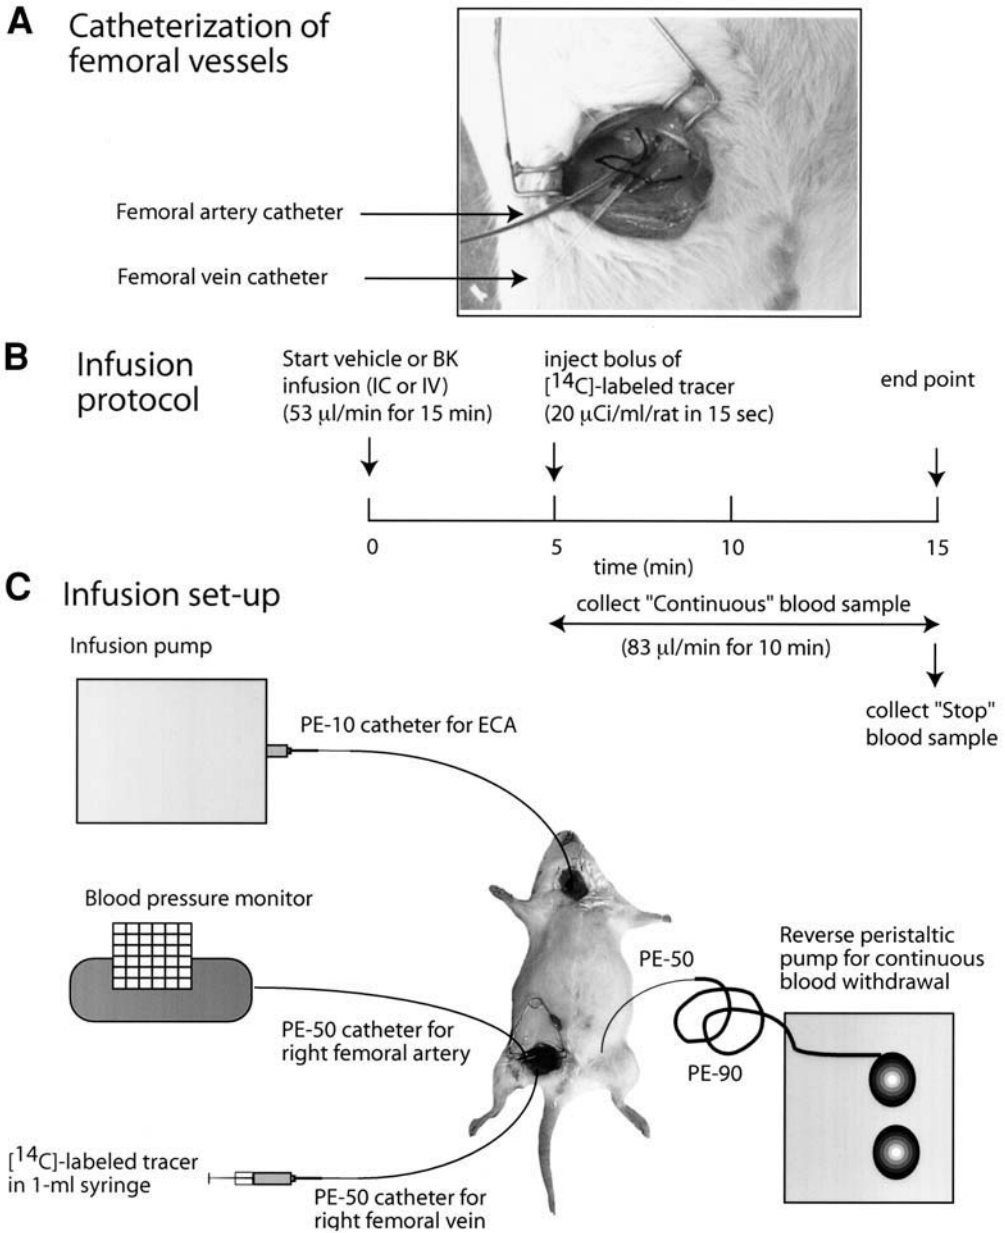 A
Catheterization of
femoral vessels
Femoral artery catheter
Femoral vein catheter
B
Infusion
protocol
Start vehicle or BK
infusion (IC or IV)
(53 µl/min for 15 min)
inject bolus of
[14C]-labeled tracer
(20 µCi/ml/rat in 15 sec)
end point
0
5
10
15
time (min)
collect "Continuous" blood sample
(83 µl/min for 10 min)
collect "Stop"
blood sample
C
Infusion set-up
Infusion pump
PE-10 catheter for ECA
Blood pressure monitor
PE-50 catheter for
right femoral artery
PE-50
PE-90
Reverse peristaltic
pump for continuous
blood withdrawal
[14C]-labeled tracer
in 1-ml syringe
PE-50 catheter for
right femoral vein